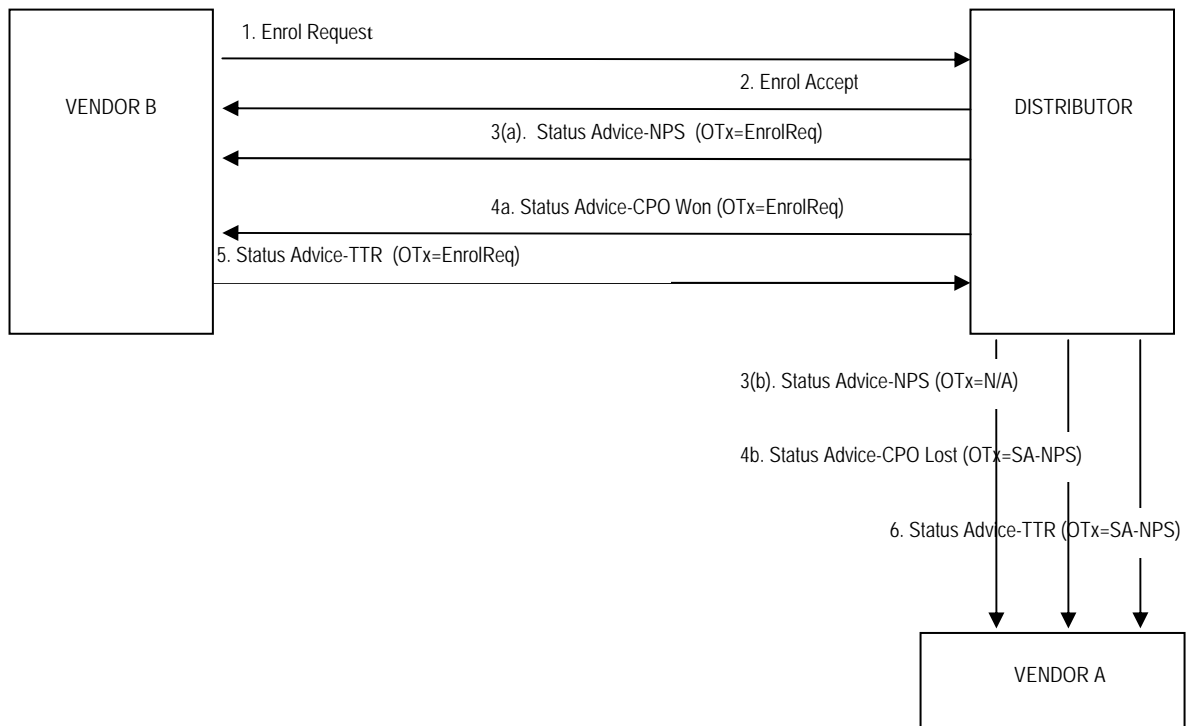 1. Enrol Request
2. Enrol Accept
VENDOR B
DISTRIBUTOR
3(a). Status Advice-NPS (OTx=EnrolReq)
4a. Status Advice-CPO Won (OTx=EnrolReq)
5. Status Advice-TTR (OTx=EnrolReq)
3(b). Status Advice-NPS (OTx=N/A)
4b. Status Advice-CPO Lost (OTx=SA-NPS)
6. Status Advice-TTR (OTx=SA-NPS)
VENDOR A